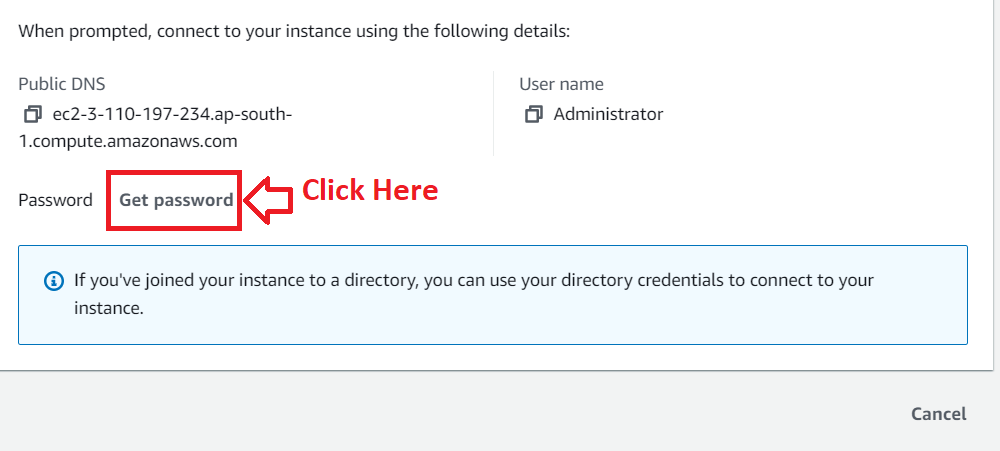 When prompted, connect to your instance using the following details:
Public DNS
ec2-3-110-197-234.ap-south-
1.compute.amazonaws.com
User name
Administrator
Password Get password Click Here
If you've joined your instance to a directory, you can use your directory credentials to connect to your
instance.
Cancel